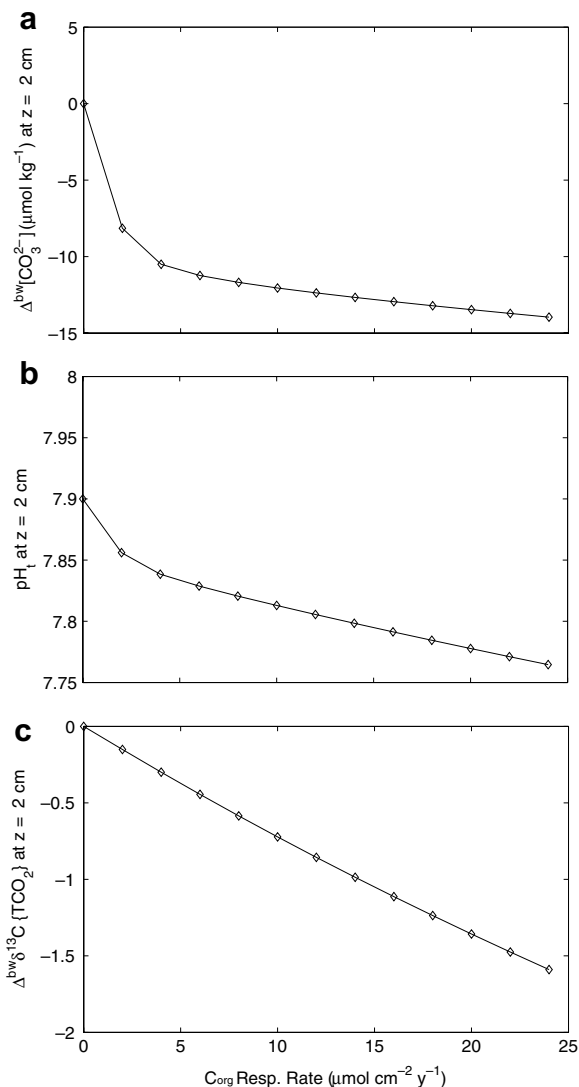 a
5
0
−5
−10
−15
Δ^bw[CO₃²⁻] (μmol kg⁻¹) at z = 2 cm
b
8
7.95
7.9
7.85
7.8
7.75
pHₜ at z = 2 cm
c
0
−0.5
−1
−1.5
−2
Δ^bwδ¹³C {TCO₂} at z = 2 cm
0 5 10 15 20 25
Corg Resp. Rate (μmol cm⁻² y⁻¹)